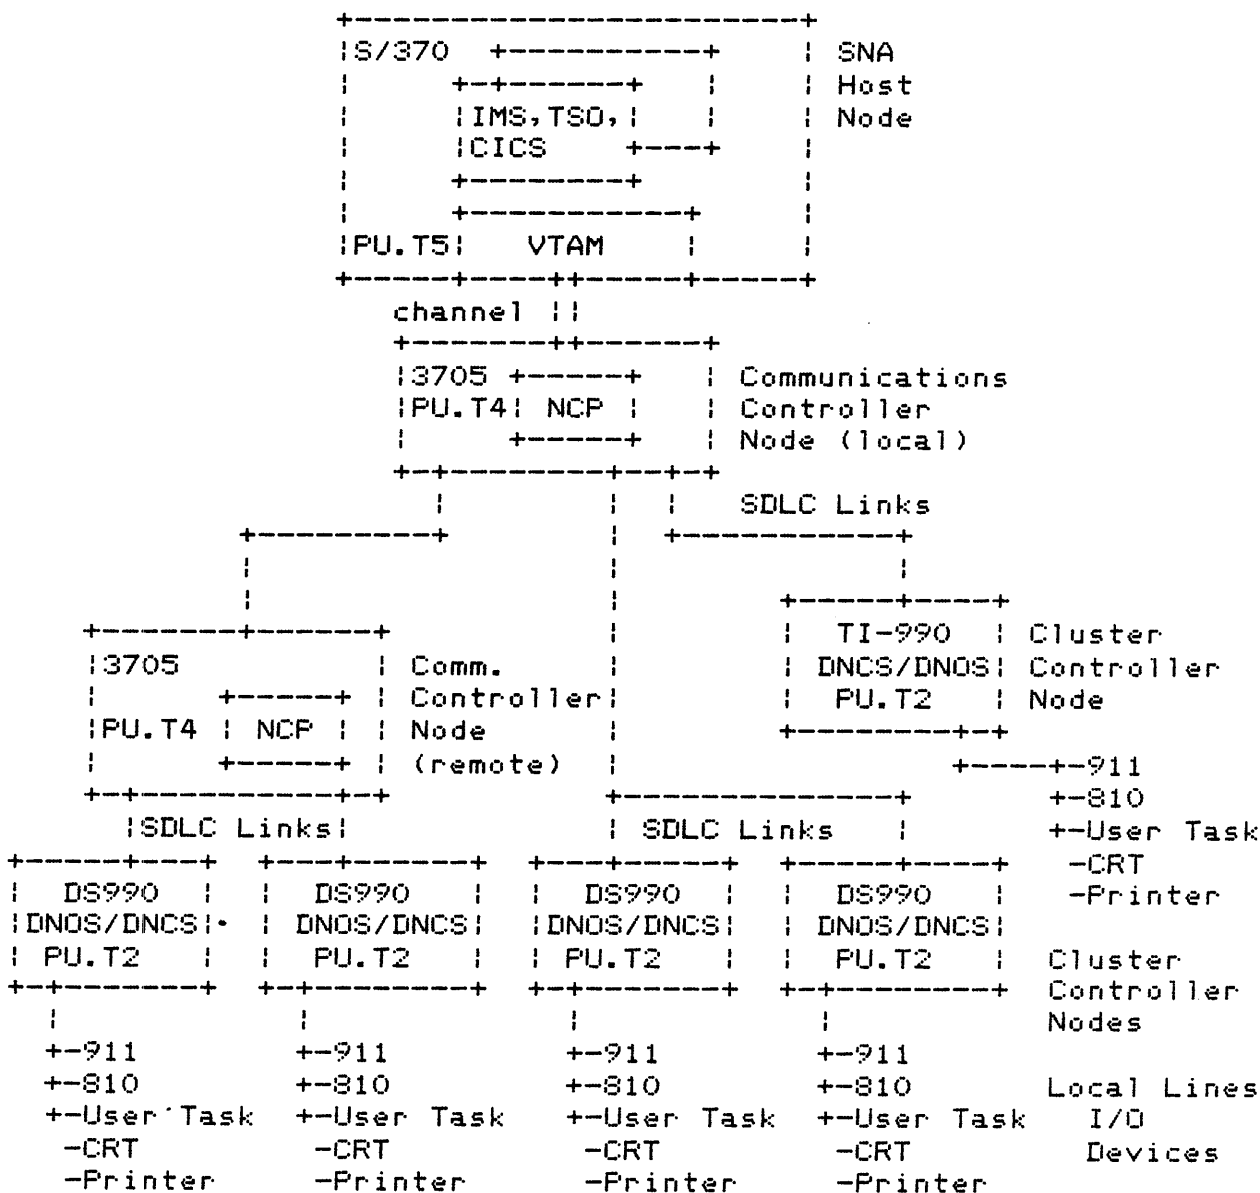 S/370 SNA
Host
IMS,TSO, Node
CICS
PU.T5 VTAM
channel
3705 Communications
PU.T4 NCP Controller
Node (local)
SDLC Links
TI-990 Cluster
3705 Comm. DNCS/DNOS Controller
Controller PU.T2 Node
PU.T4 NCP Node
(remote) 911
810
SDLC Links SDLC Links User Task
-CRT
DS990 DS990 DS990 DS990 -Printer
DNOS/DNCS DNOS/DNCS DNOS/DNCS DNOS/DNCS
PU.T2 PU.T2 PU.T2 PU.T2 Cluster
Controller
Nodes
911 911 911 911
810 810 810 810 Local Lines
User Task User Task User Task User Task I/O
-CRT -CRT -CRT -CRT Devices
-Printer -Printer -Printer -Printer